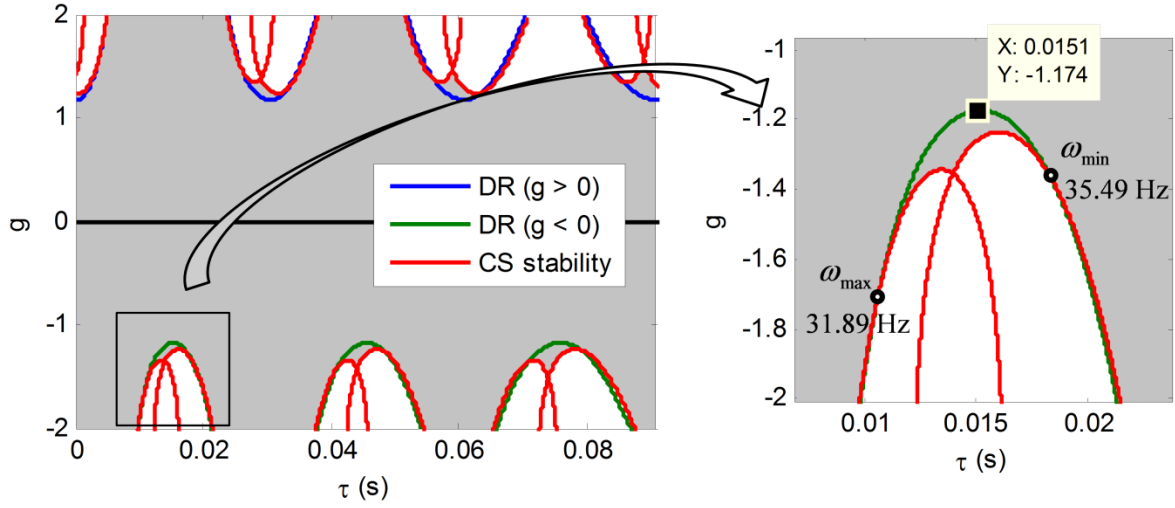 2
1
0
-1
-2
g
0
0.02
0.04
0.06
0.08
τ (s)
DR (g > 0)
DR (g < 0)
CS stability
X: 0.0151
Y: -1.174
-1
-1.2
-1.4
-1.6
-1.8
-2
g
ω_min
35.49 Hz
ω_max
31.89 Hz
0.01
0.015
0.02
τ (s)